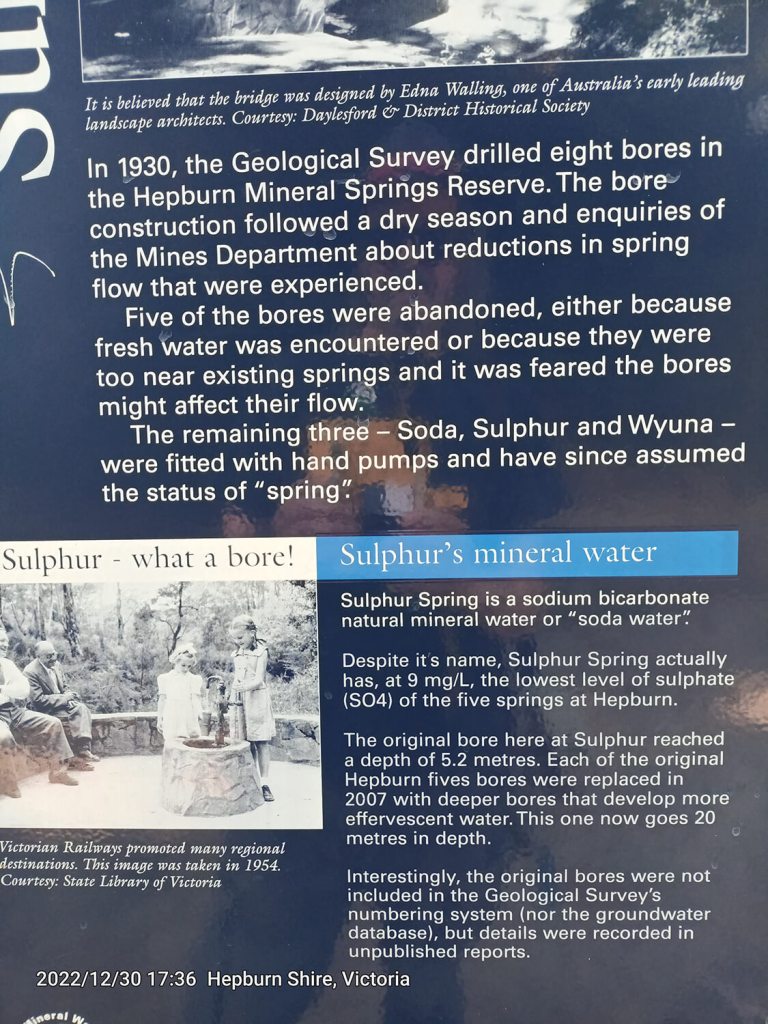 It is believed that the bridge was designed by Edna Walling, one of Australia's early leading
landscape architects. Courtesy: Daylesford & District Historical Society
In 1930, the Geological Survey drilled eight bores in
the Hepburn Mineral Springs Reserve. The bore
construction followed a dry season and enquiries of
the Mines Department about reductions in spring
flow that were experienced.
Five of the bores were abandoned, either because
fresh water was encountered or because they were
too near existing springs and it was feared the bores
might affect their flow.
The remaining three – Soda, Sulphur and Wyuna –
were fitted with hand pumps and have since assumed
the status of "spring".
Sulphur - what a bore!
Victorian Railways promoted many regional
destinations. This image was taken in 1954.
Courtesy: State Library of Victoria
Sulphur's mineral water
Sulphur Spring is a sodium bicarbonate
natural mineral water or "soda water".
Despite it's name, Sulphur Spring actually
has, at 9 mg/L, the lowest level of sulphate
(SO4) of the five springs at Hepburn.
The original bore here at Sulphur reached
a depth of 5.2 metres. Each of the original
Hepburn fives bores were replaced in
2007 with deeper bores that develop more
effervescent water. This one now goes 20
metres in depth.
Interestingly, the original bores were not
included in the Geological Survey's
numbering system (nor the groundwater
database), but details were recorded in
unpublished reports.
2022/12/30 17:36 Hepburn Shire, Victoria
Mineral